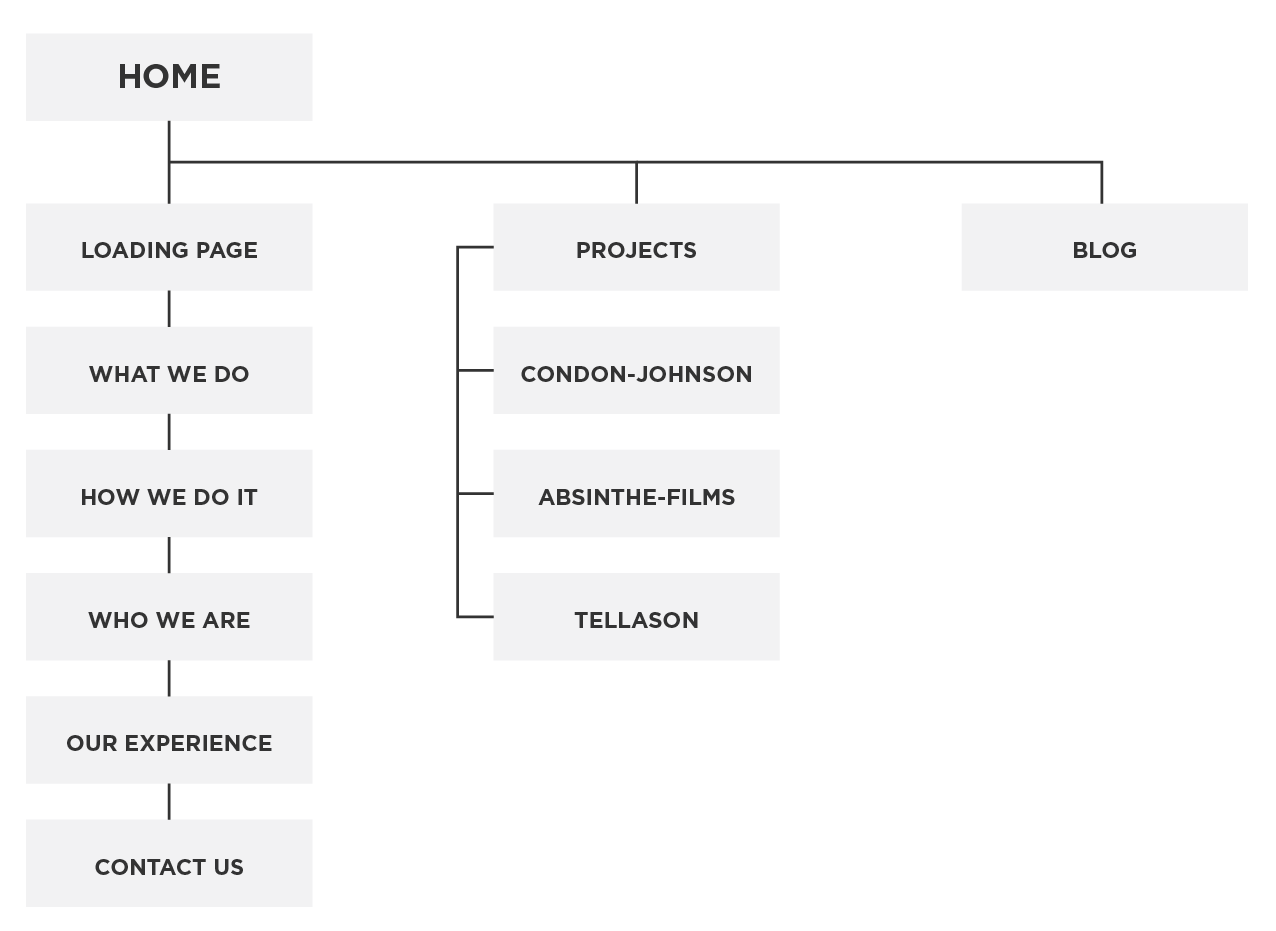 HOME
LOADING PAGE
PROJECTS
BLOG
WHAT WE DO
CONDON-JOHNSON
HOW WE DO IT
ABSINTHE-FILMS
WHO WE ARE
TELLASON
OUR EXPERIENCE
CONTACT US